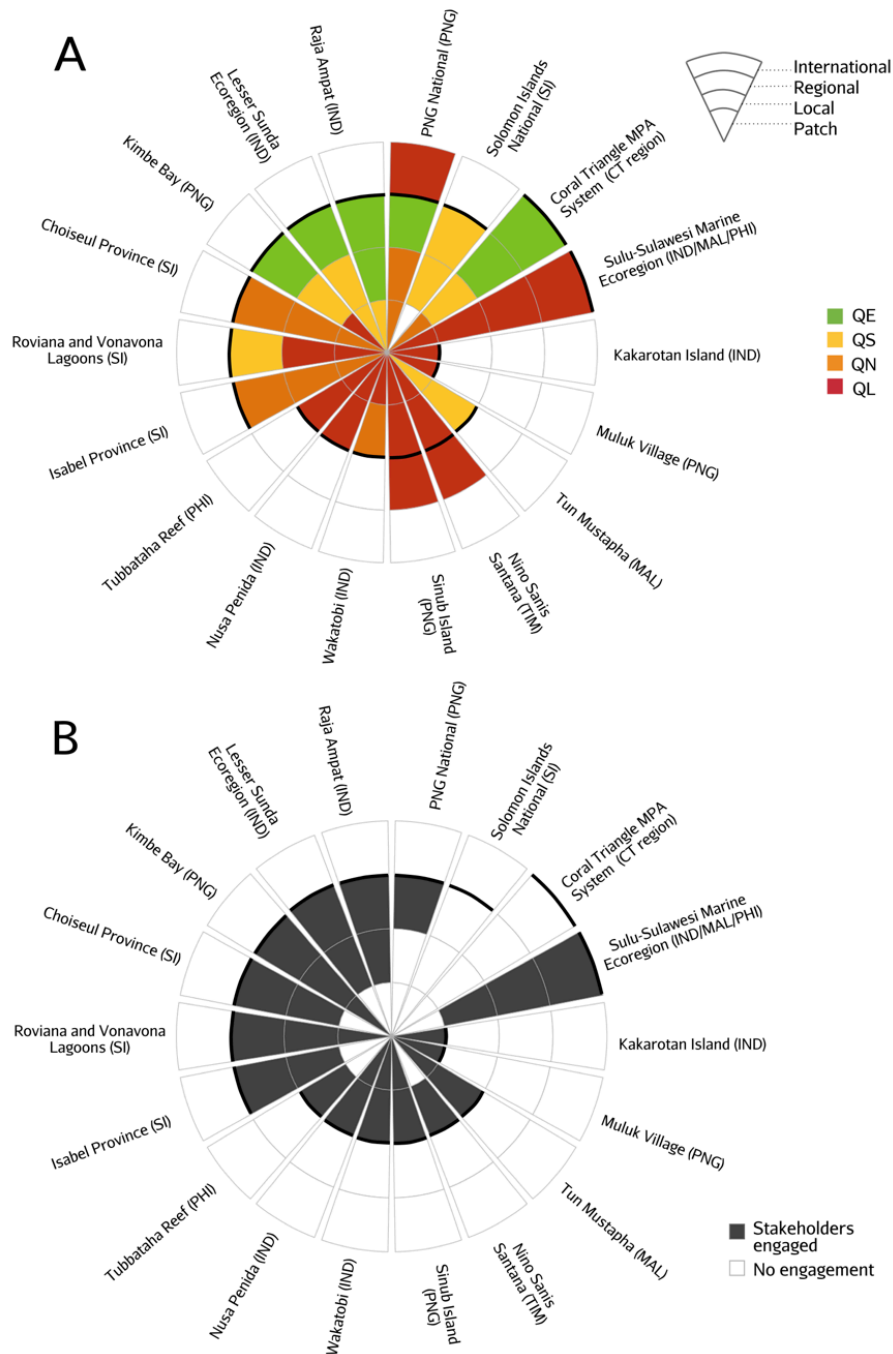 A
Raja Ampat (IND)
PNG National (PNG)
Lesser Sunda
Ecoregion (IND)
Solomon Islands
National (SI)
International
Regional
Local
Patch
Kimbe Bay (PNG)
Coral Triangle MPA
System (CT region)
Choiseul Province (SI)
Sulu-Sulawesi Marine
Ecoregion (IND/MAL/PHI)
Roviana and Vonavona
Lagoons (SI)
Kakarotan Island (IND)
QE
QS
QN
QL
Isabel Province (SI)
Muluk Village (PNG)
Tubbataha Reef (PHI)
Tun Mustapha (MAL)
Nusa Penida (IND)
Wakatobi (IND)
Sinub Island
(PNG)
Nino Sanis
Santana (TIM)
B
Raja Ampat (IND)
PNG National (PNG)
Lesser Sunda
Ecoregion (IND)
Solomon Islands
National (SI)
Kimbe Bay (PNG)
Coral Triangle MPA
System (CT region)
Choiseul Province (SI)
Sulu-Sulawesi Marine
Ecoregion (IND/MAL/PHI)
Roviana and Vonavona
Lagoons (SI)
Kakarotan Island (IND)
Isabel Province (SI)
Muluk Village (PNG)
Tubbataha Reef (PHI)
Tun Mustapha (MAL)
Nusa Penida (IND)
Wakatobi (IND)
Sinub Island
(PNG)
Nino Sanis
Santana (TIM)
Stakeholders
engaged
No engagement